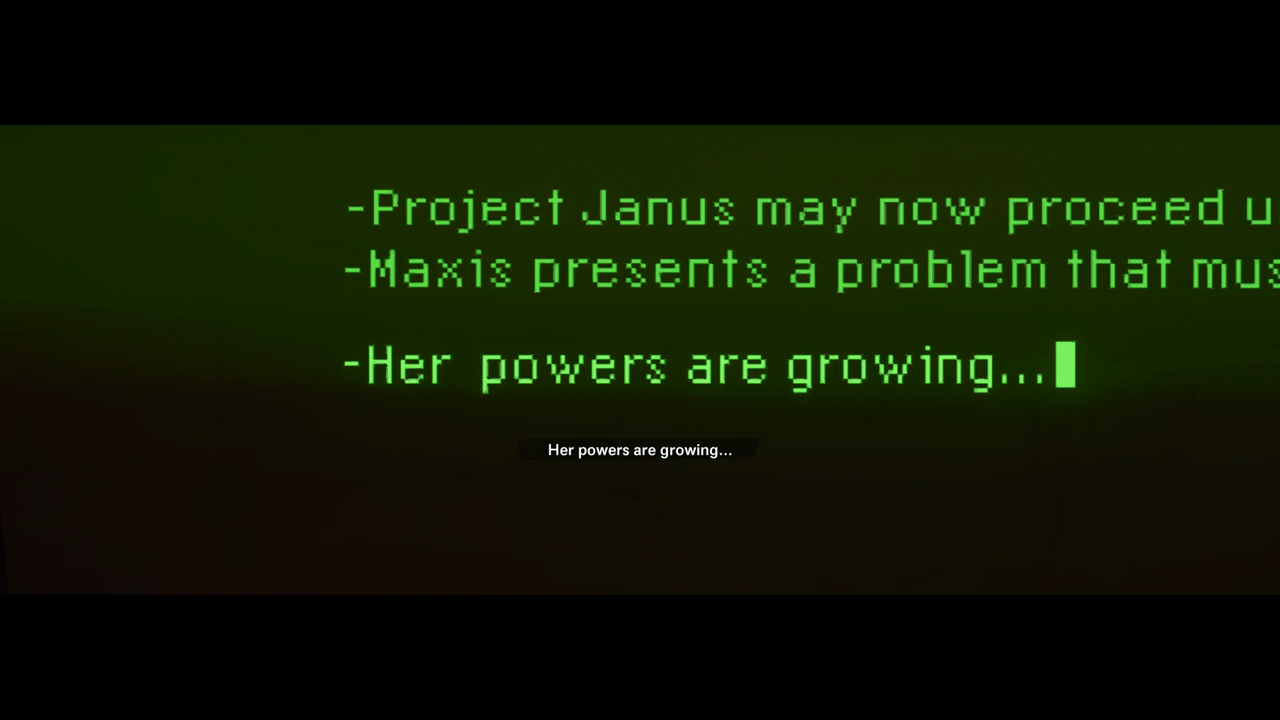 -Project Janus may now proceed u
-Maxis presents a problem that mus
-Her powers are growing...
Her powers are growing...